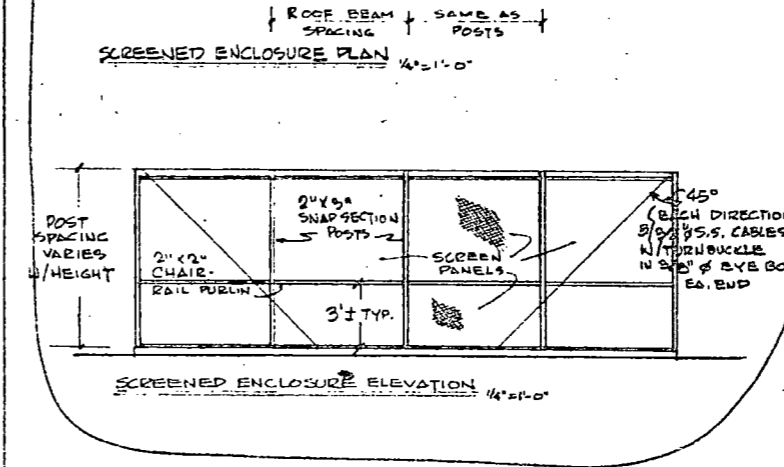 ROOF BEAM SPACING
SAME AS POSTS
SCREENED ENCLOSURE PLAN 1/4"=1'-0"
POST
SPACING
VARIES
W/HEIGHT
2"X3"
SNAP SECTION
POSTS
2"X2"
CHAIR-
RAIL PURLIN
SCREEN
PANELS
3'± TYP.
45°
EACH DIRECTION
S.S. CABLES
W/TURNBUCKLE
IN Ø EYE BO
EA. END
SCREENED ENCLOSURE ELEVATION 1/4"=1'-0"